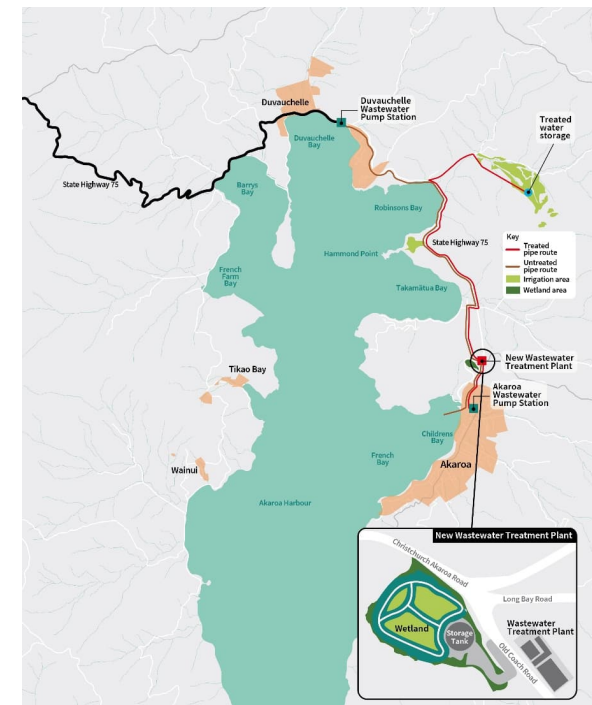 Duvauchelle
Duvauchelle
Wastewater
Pump Station
Treated
water
storage
Duvauchelle
Bay
State Highway 75
Barrys
Bay
Robinsons Bay
Key
Treated
pipe route
Untreated
pipe route
Irrigation area
Wetland area
State Highway 75
Hammond Point
French
Farm
Bay
Takamātua Bay
New Wastewater
Treatment Plant
Tikao Bay
Akaroa
Wastewater
Pump Station
Childrens
Bay
French
Bay
Akaroa
Wainui
Akaroa Harbour
New Wastewater Treatment Plant
Christchurch Akaroa Road
Long Bay Road
Wetland
Storage
Tank
Wastewater
Treatment Plant
Old Coach Road